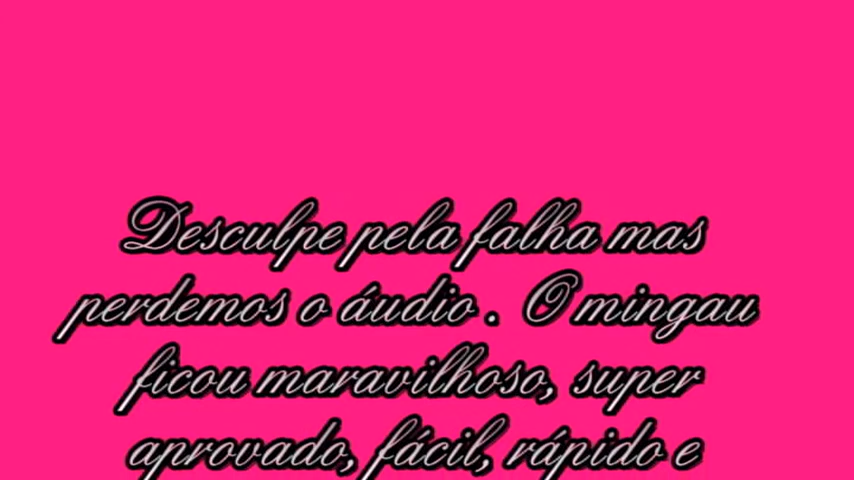 Desculpe pela falha mas
perdemos o áudio . O mingau
ficou maravilhoso, super
aprovado, fácil, rápido e